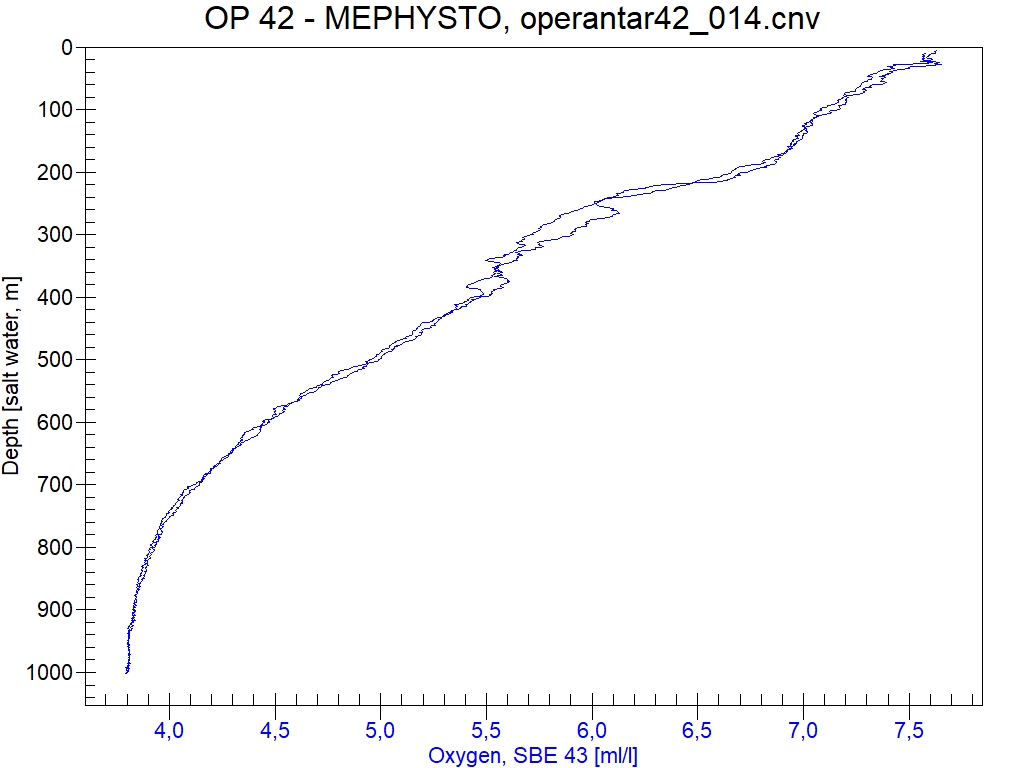 OP 42 - MEPHYSTO, operantar42_014.cnv
0
100
200
300
400
500
600
700
800
900
1000
Depth [salt water, m]
4,0 4,5 5,0 5,5 6,0 6,5 7,0 7,5
Oxygen, SBE 43 [ml/l]